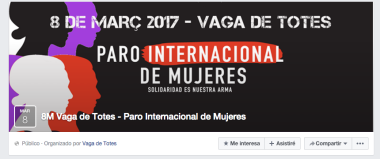 8 DE MARÇ 2017 - VAGA DE TOTES
PARO INTERNACIONAL
DE MUJERES
SOLIDARIDAD ES NUESTRA ARMA
8
8M Vaga de Totes - Paro Internacional de Mujeres
Público · Organizado por Vaga de Totes
Me interesa
Asistiré
Compartir